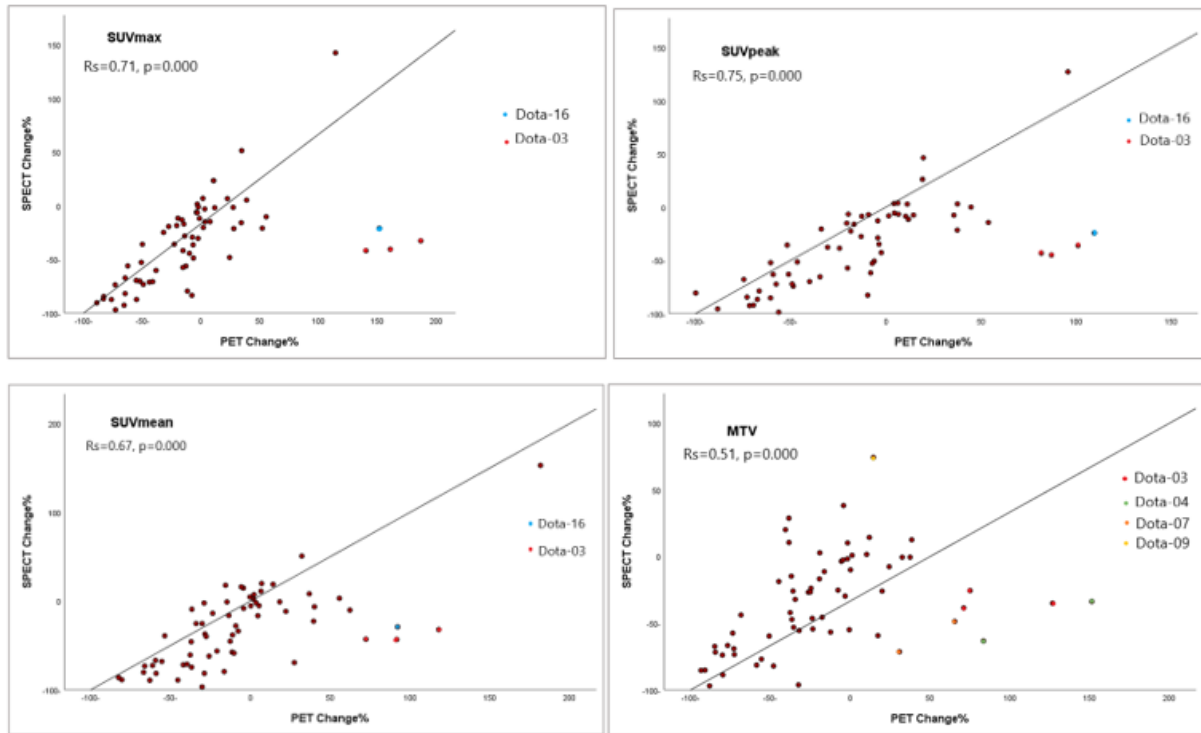 SUVmax
Rs=0.71, p=0.000
150
100
50
0
-50-
100-
-100-
-50-
0
50
100
150
200
SPECT Change%
PET Change%
Dota-16
Dota-03
SUVpeak
Rs=0.75, p=0.000
150
100
50
0
-50-
100-
-100-
-50-
0
50
100
150
SPECT Change%
PET Change%
Dota-16
Dota-03
SUVmean
Rs=0.67, p=0.000
200
100
0
100-
-100-
-50-
0
50
100
150
200
SPECT Change%
PET Change%
Dota-16
Dota-03
MTV
Rs=0.51, p=0.000
100
50
0
-50-
100-
-100-
-50-
0
50
100
150
200
SPECT Change%
PET Change%
Dota-03
Dota-04
Dota-07
Dota-09